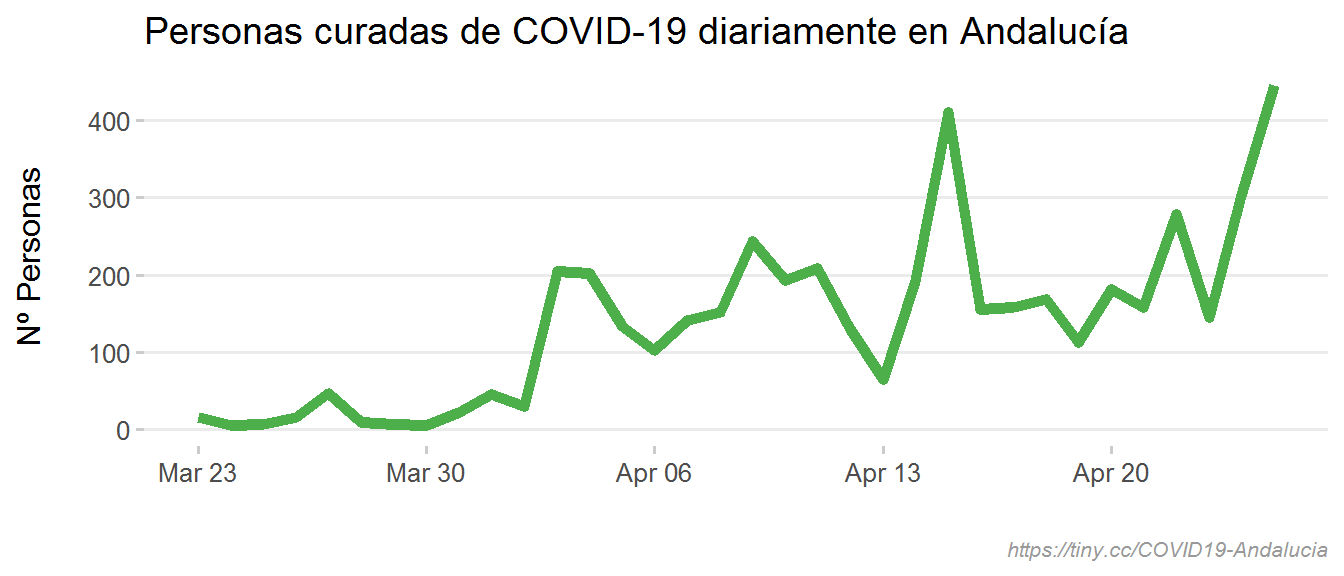 Personas curadas de COVID-19 diariamente en Andalucía
Nº Personas
400
300
200
100
0
Mar 23
Mar 30
Apr 06
Apr 13
Apr 20
https://tiny.cc/COVID19-Andalucia